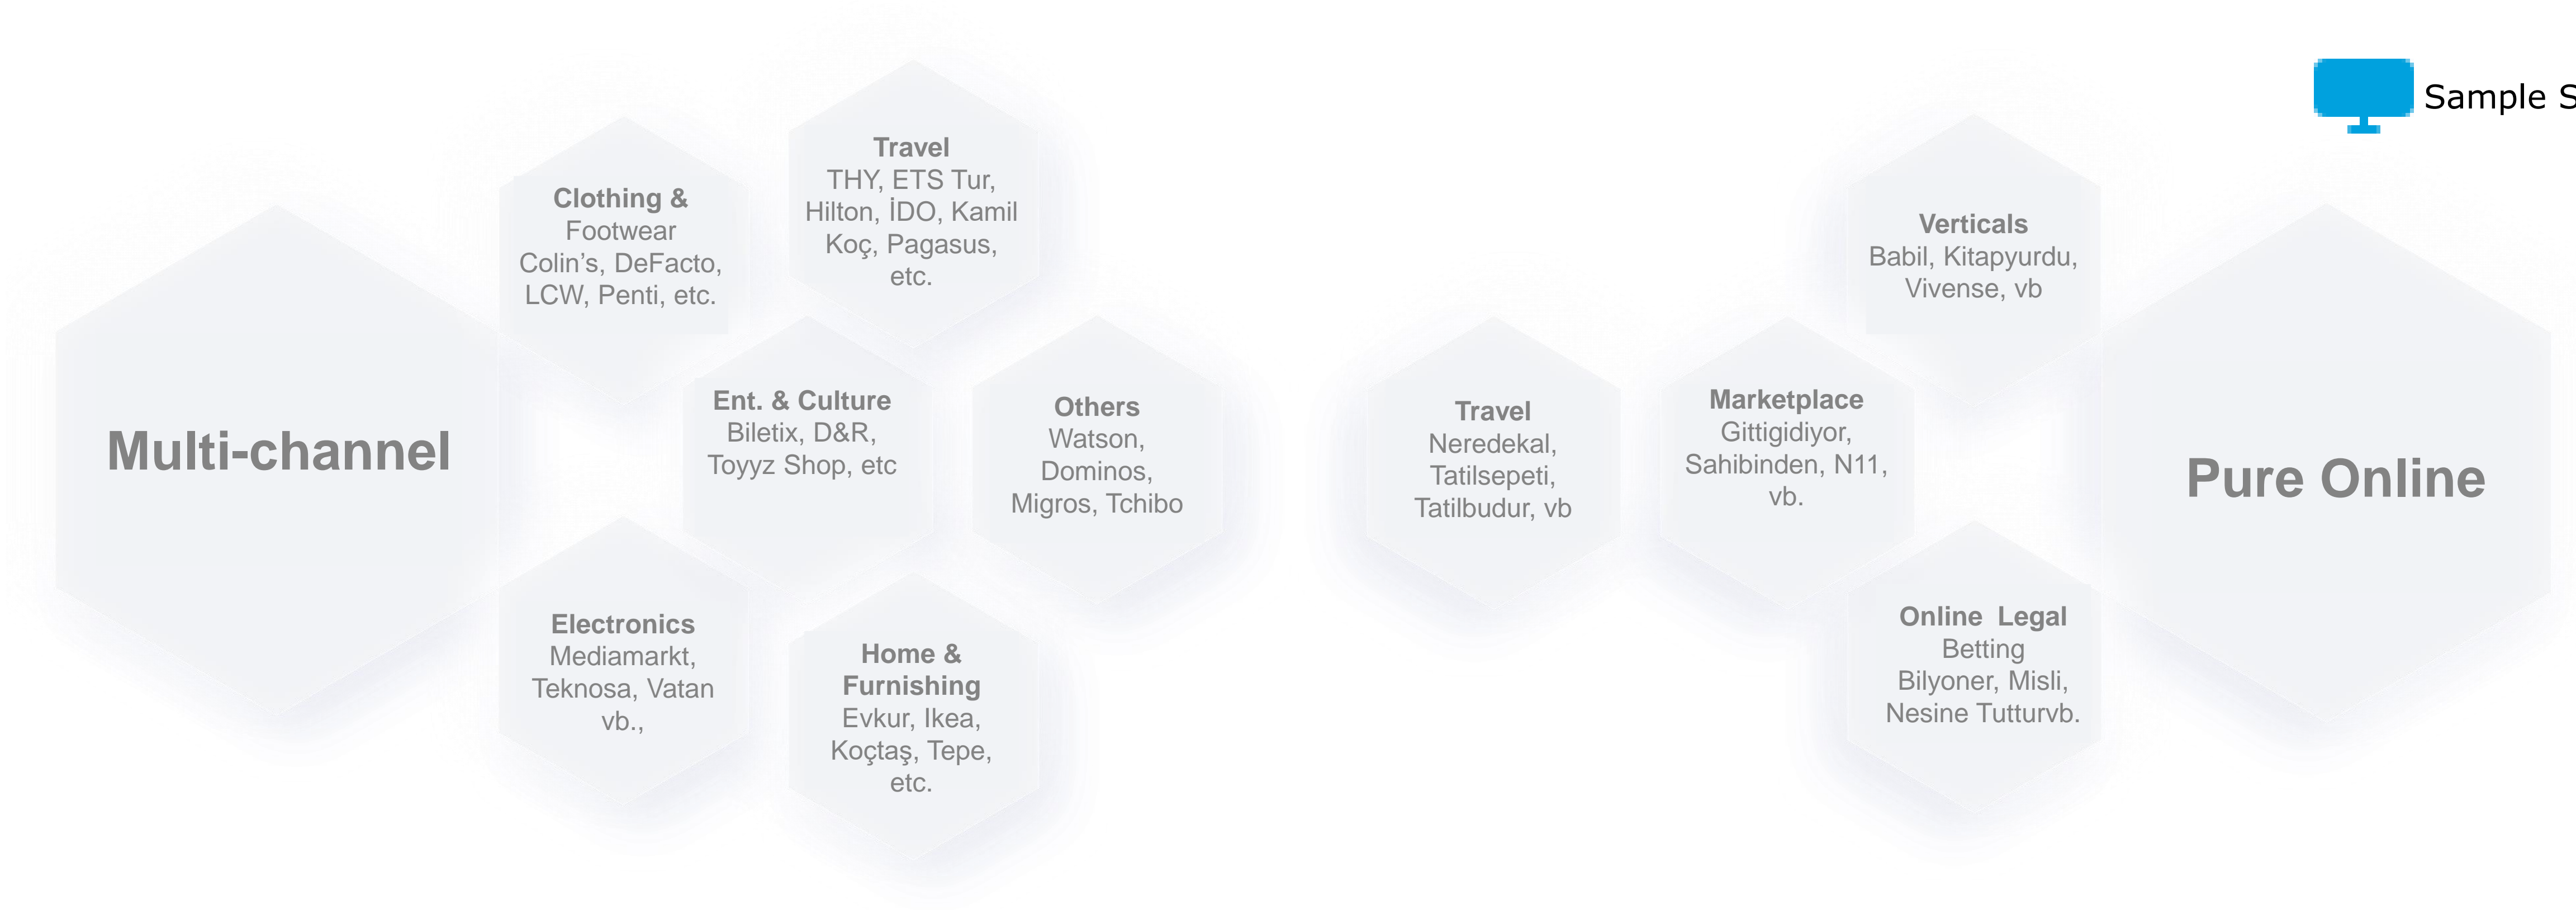 Sample S
Multi-channel
Clothing &
Footwear
Colin's, DeFacto,
LCW, Penti, etc.
Travel
THY, ETS Tur,
Hilton, İDO, Kamil
Koç, Pagasus,
etc.
Ent. & Culture
Biletix, D&R,
Toyyz Shop, etc
Others
Watson,
Dominos,
Migros, Tchibo
Electronics
Mediamarkt,
Teknosa, Vatan
vb.,
Home &
Furnishing
Evkur, Ikea,
Koçtaş, Tepe,
etc.
Travel
Neredekal,
Tatilsepeti,
Tatilbudur, vb
Marketplace
Gittigidiyor,
Sahibinden, N11,
vb.
Verticals
Babil, Kitapyurdu,
Vivense, vb
Online  Legal
Betting
Bilyoner, Misli,
Nesine Tutturvb.
Pure Online